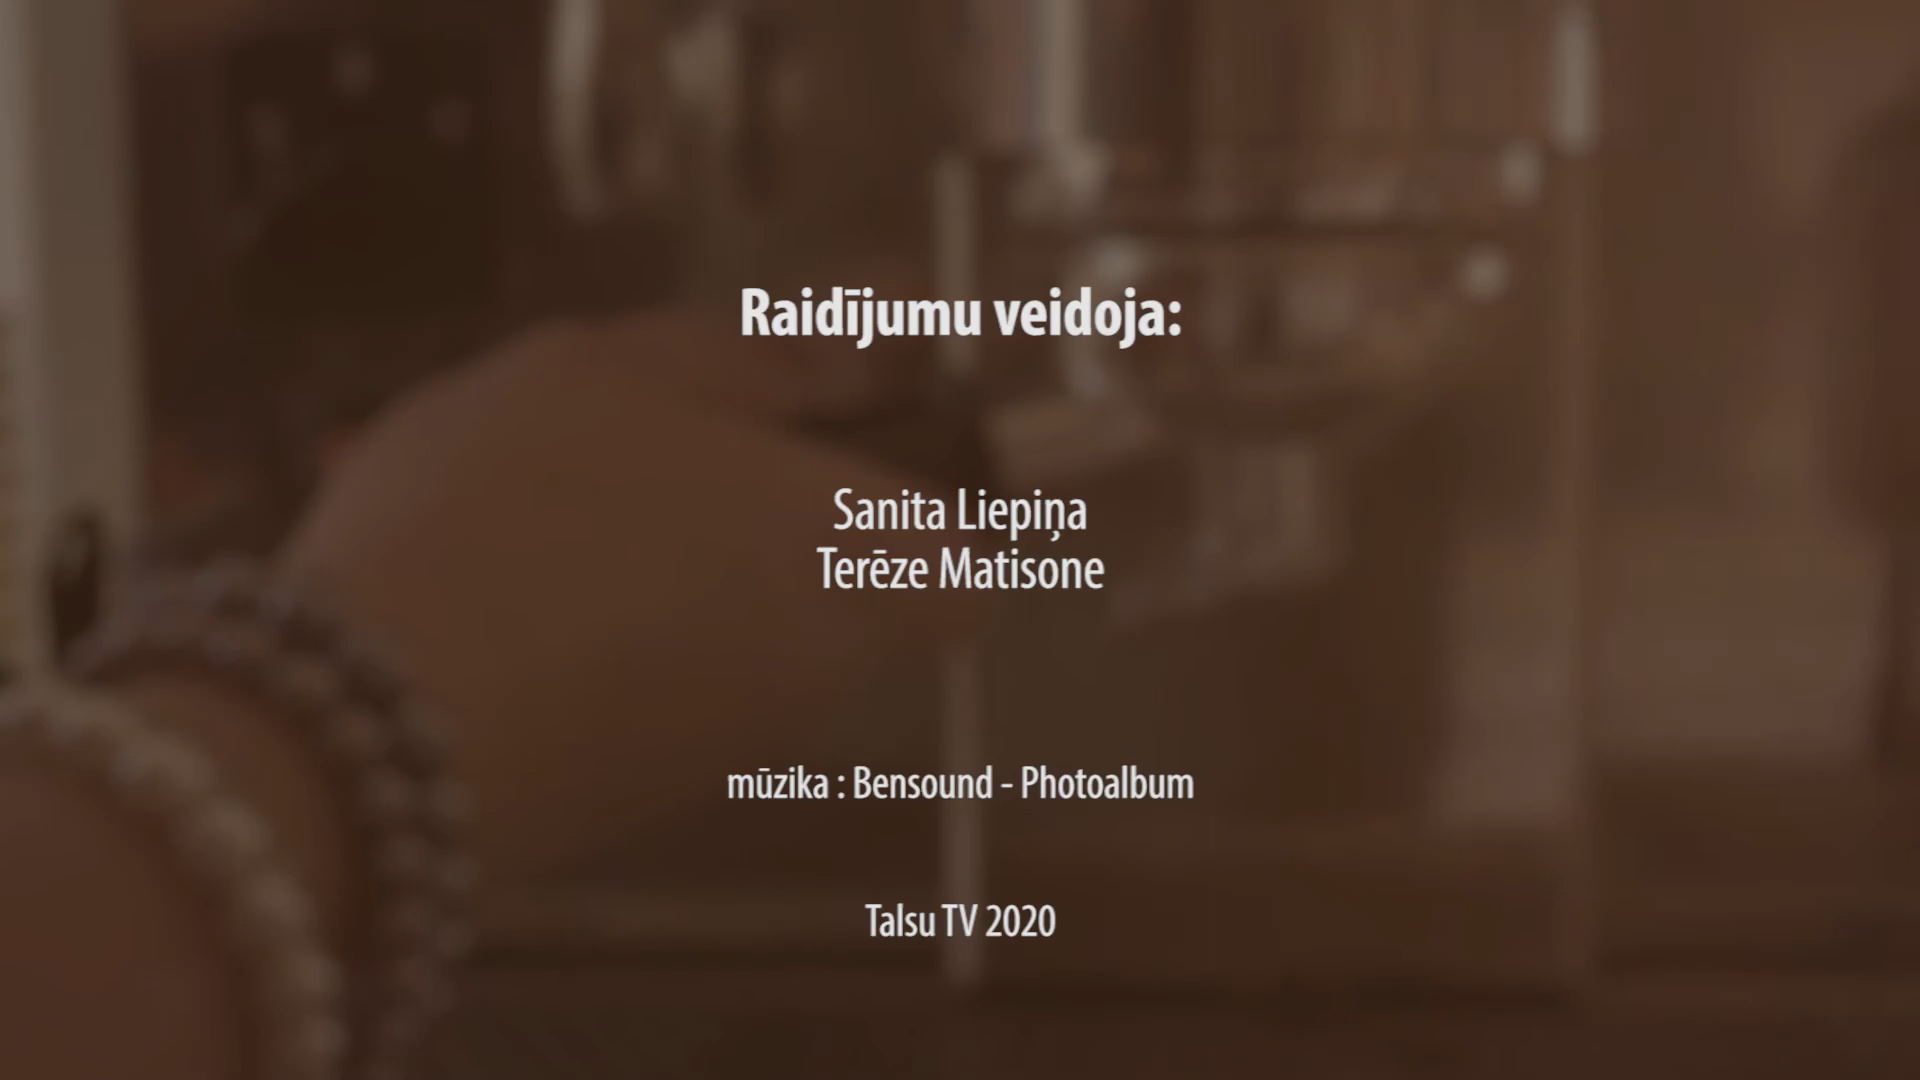 Raidījumu veidoja:
Sanita Liepiņa
Terēze Matisone
mūzika : Bensound - Photoalbum
Talsu TV 2020